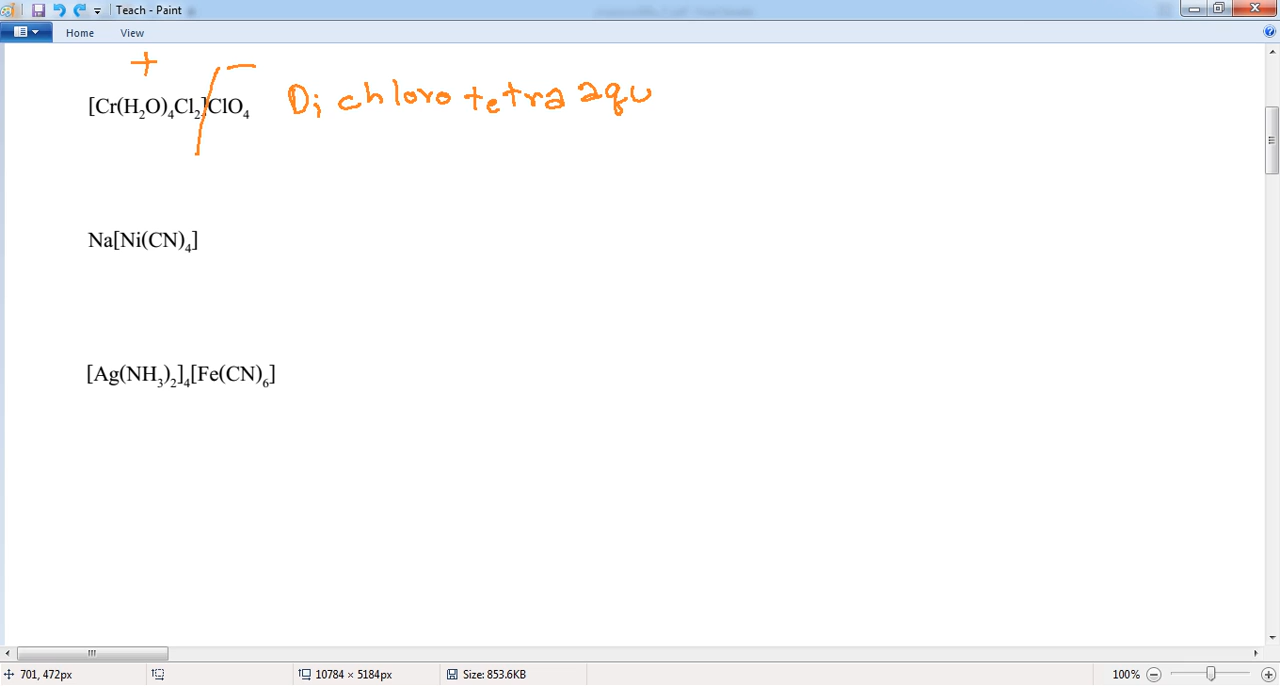 Teach - Paint
Home View
+ −
[Cr(H₂O)₄Cl₂]ClO₄ Di chloro tetra aqu
Na[Ni(CN)₄]
[Ag(NH₃)₂]₄[Fe(CN)₆]
701, 472px 10784 × 5184px Size: 853.6KB 100%